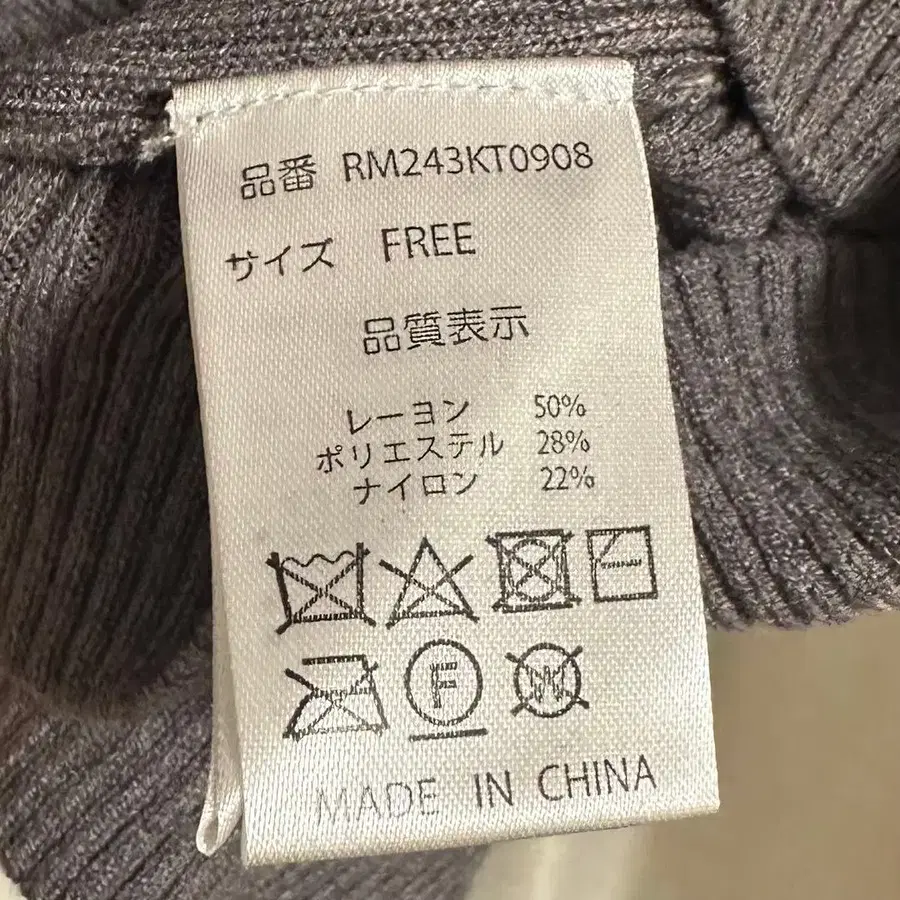 品番 RM243KT0908
サイズ FREE
品質表示
レーヨン 50%
ポリエステル 28%
ナイロン 22%
F W
MADE IN CHINA